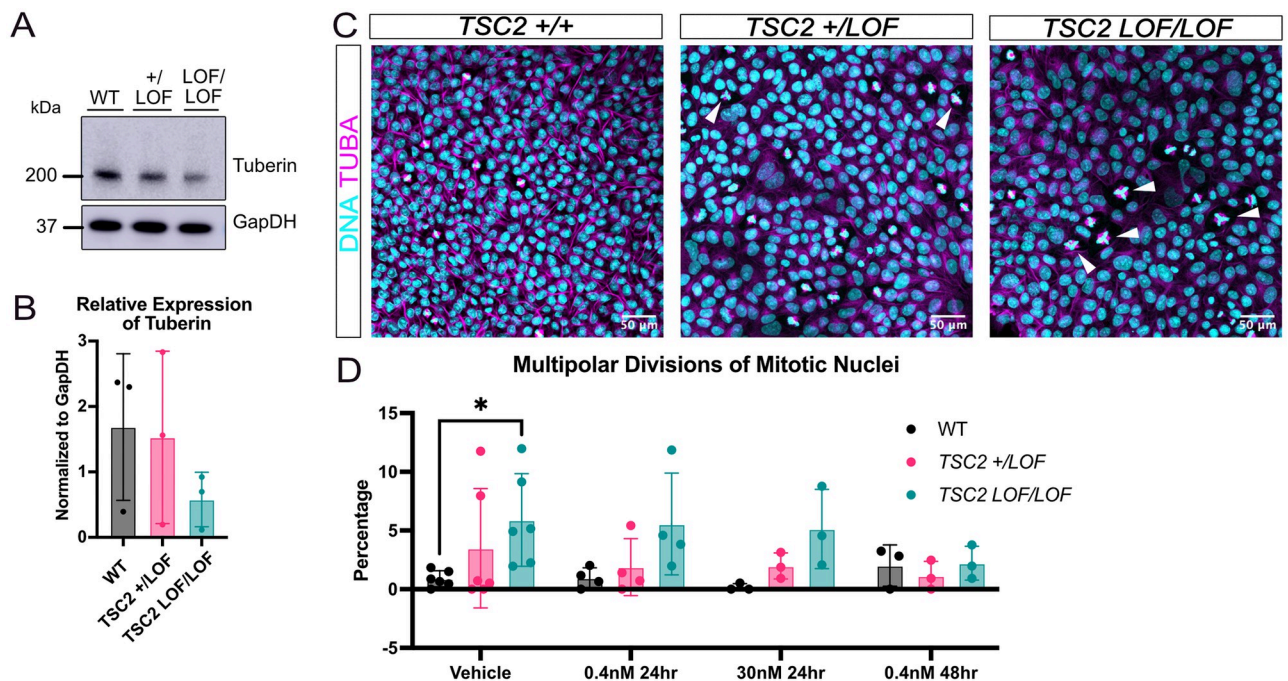 A
kDa
WT
+/
LOF
LOF/
LOF
200
Tuberin
37
GapDH
B
Relative Expression
of Tuberin
Normalized to GapDH
3
2
1
0
WT
TSC2 +/LOF
TSC2 LOF/LOF
C
TSC2 +/+
TSC2 +/LOF
TSC2 LOF/LOF
DNA TUBA
50 µm
50 µm
50 µm
D
Multipolar Divisions of Mitotic Nuclei
Percentage
15
10
5
0
-5
*
WT
TSC2 +/LOF
TSC2 LOF/LOF
Vehicle
0.4nM 24hr
30nM 24hr
0.4nM 48hr